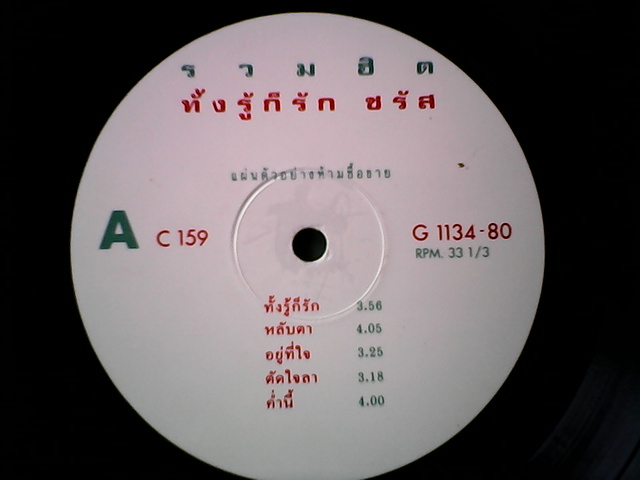 รวมฮิต
ทั้งรู้ก็รัก ชรัส
แผ่นตัวอย่างห้ามซื้อขาย
A C 159 G 1134-80
RPM. 33 1/3
ทั้งรู้ก็รัก 3.56
หลับตา 4.05
อยู่ที่ใจ 3.25
ตัดใจลา 3.18
ค่ำนี้ 4.00